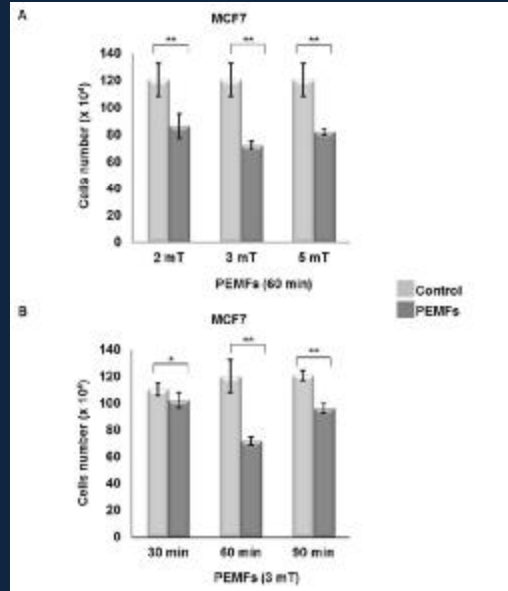 A
MCF7
** ** **
140
120
100
80
60
40
20
0
Cells number (x 10⁴)
2 mT 3 mT 5 mT
PEMFs (60 min)
Control
PEMFs
B
MCF7
* ** **
140
120
100
80
60
40
20
0
Cells number (x 10⁴)
30 min 60 min 90 min
PEMFs (3 mT)